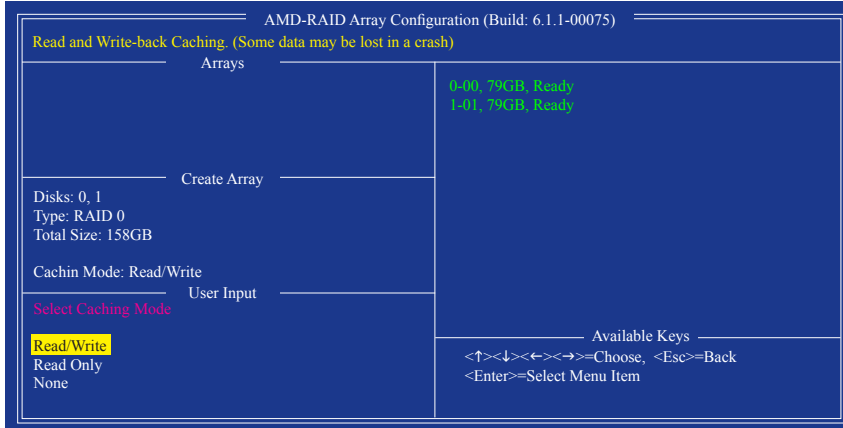 AMD-RAID Array Configuration (Build: 6.1.1-00075)
Read and Write-back Caching. (Some data may be lost in a crash)
Arrays
0-00, 79GB, Ready
1-01, 79GB, Ready
Create Array
Disks: 0, 1
Type: RAID 0
Total Size: 158GB
Cachin Mode: Read/Write
User Input
Select Caching Mode
Read/Write
Read Only
None
Available Keys
<↑><↓><←><→>=Choose, <Esc>=Back
<Enter>=Select Menu Item